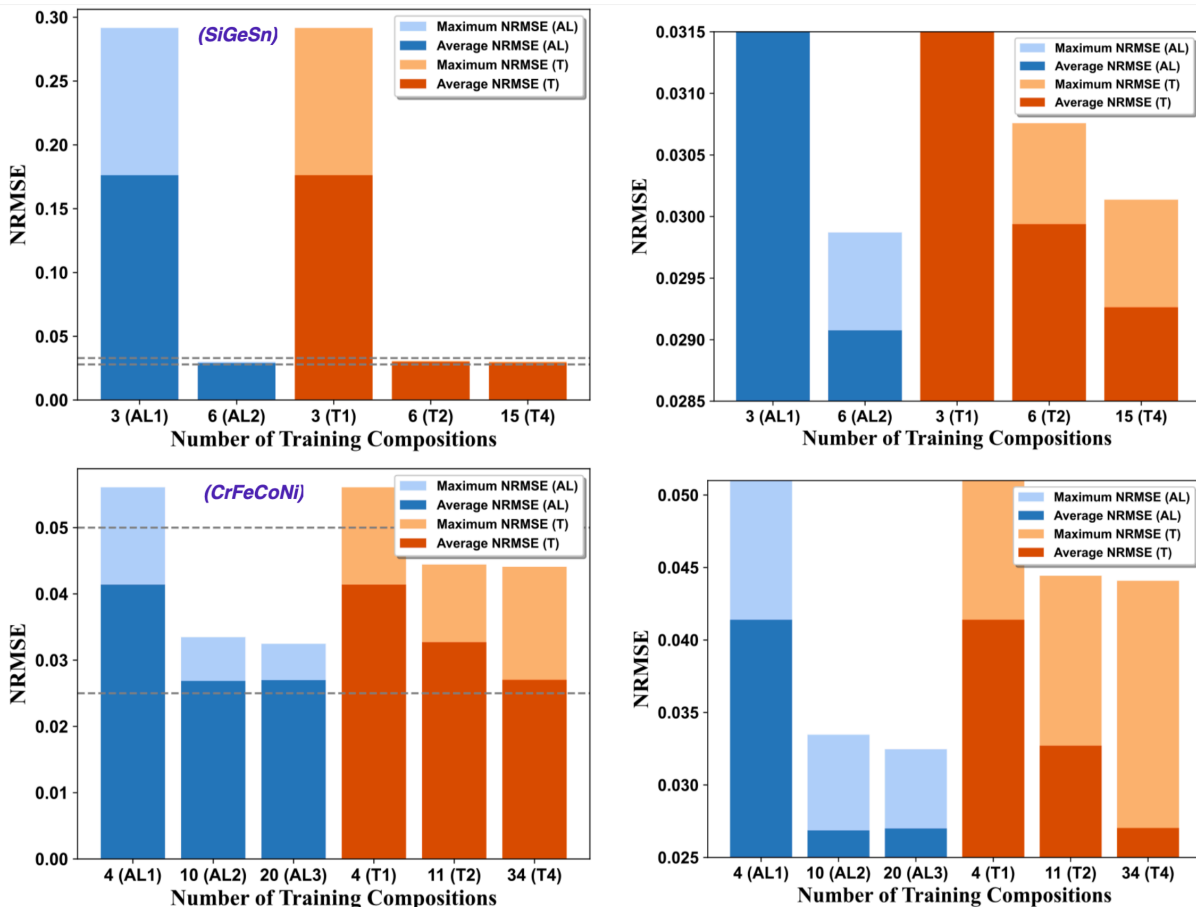 (SiGeSn)
Maximum NRMSE (AL)
Average NRMSE (AL)
Maximum NRMSE (T)
Average NRMSE (T)
0.30
0.25
0.20
0.15
0.10
0.05
0.00
NRMSE
3 (AL1) 6 (AL2) 3 (T1) 6 (T2) 15 (T4)
Number of Training Compositions
Maximum NRMSE (AL)
Average NRMSE (AL)
Maximum NRMSE (T)
Average NRMSE (T)
0.0315
0.0310
0.0305
0.0300
0.0295
0.0290
0.0285
NRMSE
3 (AL1) 6 (AL2) 3 (T1) 6 (T2) 15 (T4)
Number of Training Compositions
(CrFeCoNi)
Maximum NRMSE (AL)
Average NRMSE (AL)
Maximum NRMSE (T)
Average NRMSE (T)
0.05
0.04
0.03
0.02
0.01
0.00
NRMSE
4 (AL1) 10 (AL2) 20 (AL3) 4 (T1) 11 (T2) 34 (T4)
Number of Training Compositions
Maximum NRMSE (AL)
Average NRMSE (AL)
Maximum NRMSE (T)
Average NRMSE (T)
0.050
0.045
0.040
0.035
0.030
0.025
NRMSE
4 (AL1) 10 (AL2) 20 (AL3) 4 (T1) 11 (T2) 34 (T4)
Number of Training Compositions